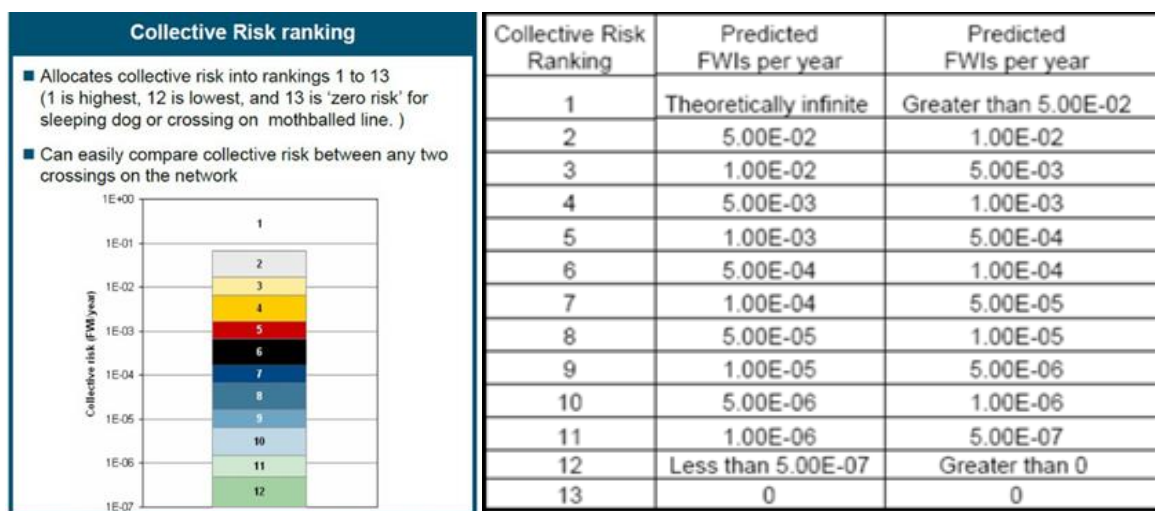 Collective Risk ranking
Allocates collective risk into rankings 1 to 13
(1 is highest, 12 is lowest, and 13 is 'zero risk' for
sleeping dog or crossing on mothballed line. )
Can easily compare collective risk between any two
crossings on the network
1E+00
1E-01
1E-02
1E-03
1E-04
1E-05
1E-06
1E-07
Collective risk (FWI/year)
1
2
3
4
5
6
7
8
9
10
11
12
Collective Risk Predicted Predicted
Ranking FWIs per year FWIs per year
1 Theoretically infinite Greater than 5.00E-02
2 5.00E-02 1.00E-02
3 1.00E-02 5.00E-03
4 5.00E-03 1.00E-03
5 1.00E-03 5.00E-04
6 5.00E-04 1.00E-04
7 1.00E-04 5.00E-05
8 5.00E-05 1.00E-05
9 1.00E-05 5.00E-06
10 5.00E-06 1.00E-06
11 1.00E-06 5.00E-07
12 Less than 5.00E-07 Greater than 0
13 0 0